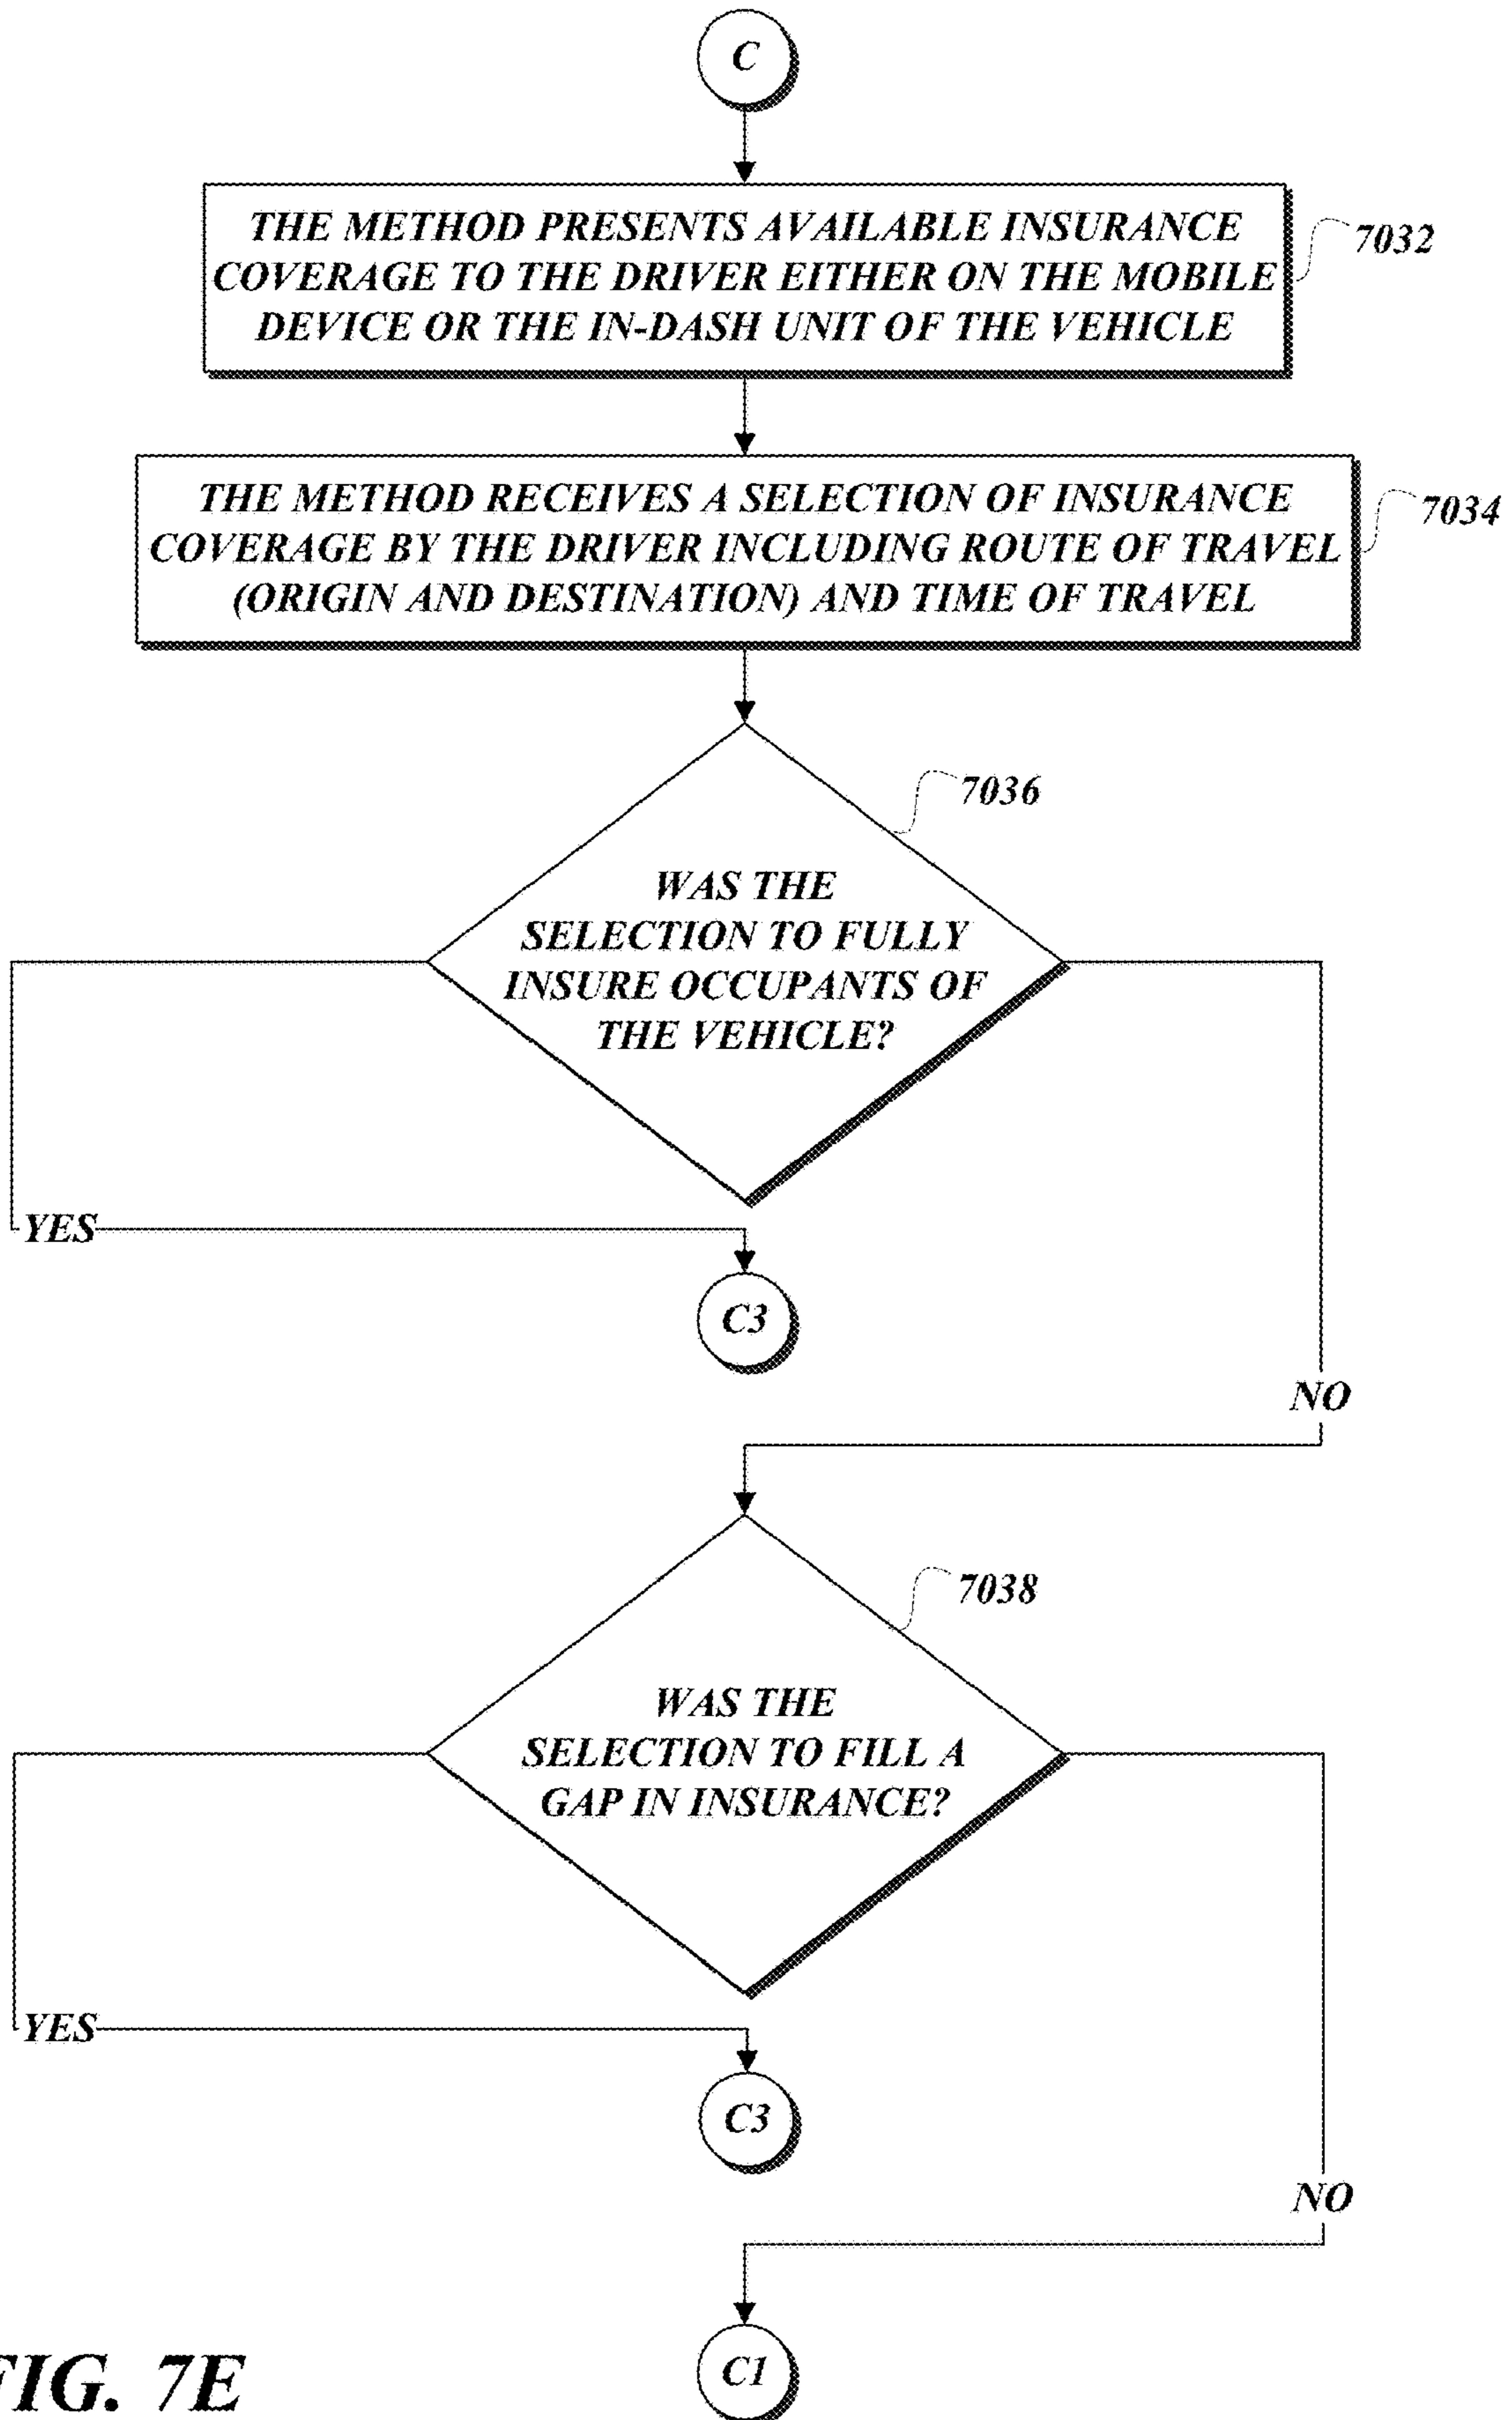 C
THE METHOD PRESENTS AVAILABLE INSURANCE
COVERAGE TO THE DRIVER EITHER ON THE MOBILE
DEVICE OR THE IN-DASH UNIT OF THE VEHICLE
7032
THE METHOD RECEIVES A SELECTION OF INSURANCE
COVERAGE BY THE DRIVER INCLUDING ROUTE OF TRAVEL
(ORIGIN AND DESTINATION) AND TIME OF TRAVEL
7034
7036
WAS THE
SELECTION TO FULLY
INSURE OCCUPANTS OF
THE VEHICLE?
YES
C3
NO
7038
WAS THE
SELECTION TO FILL A
GAP IN INSURANCE?
YES
C3
NO
C1
FIG. 7E